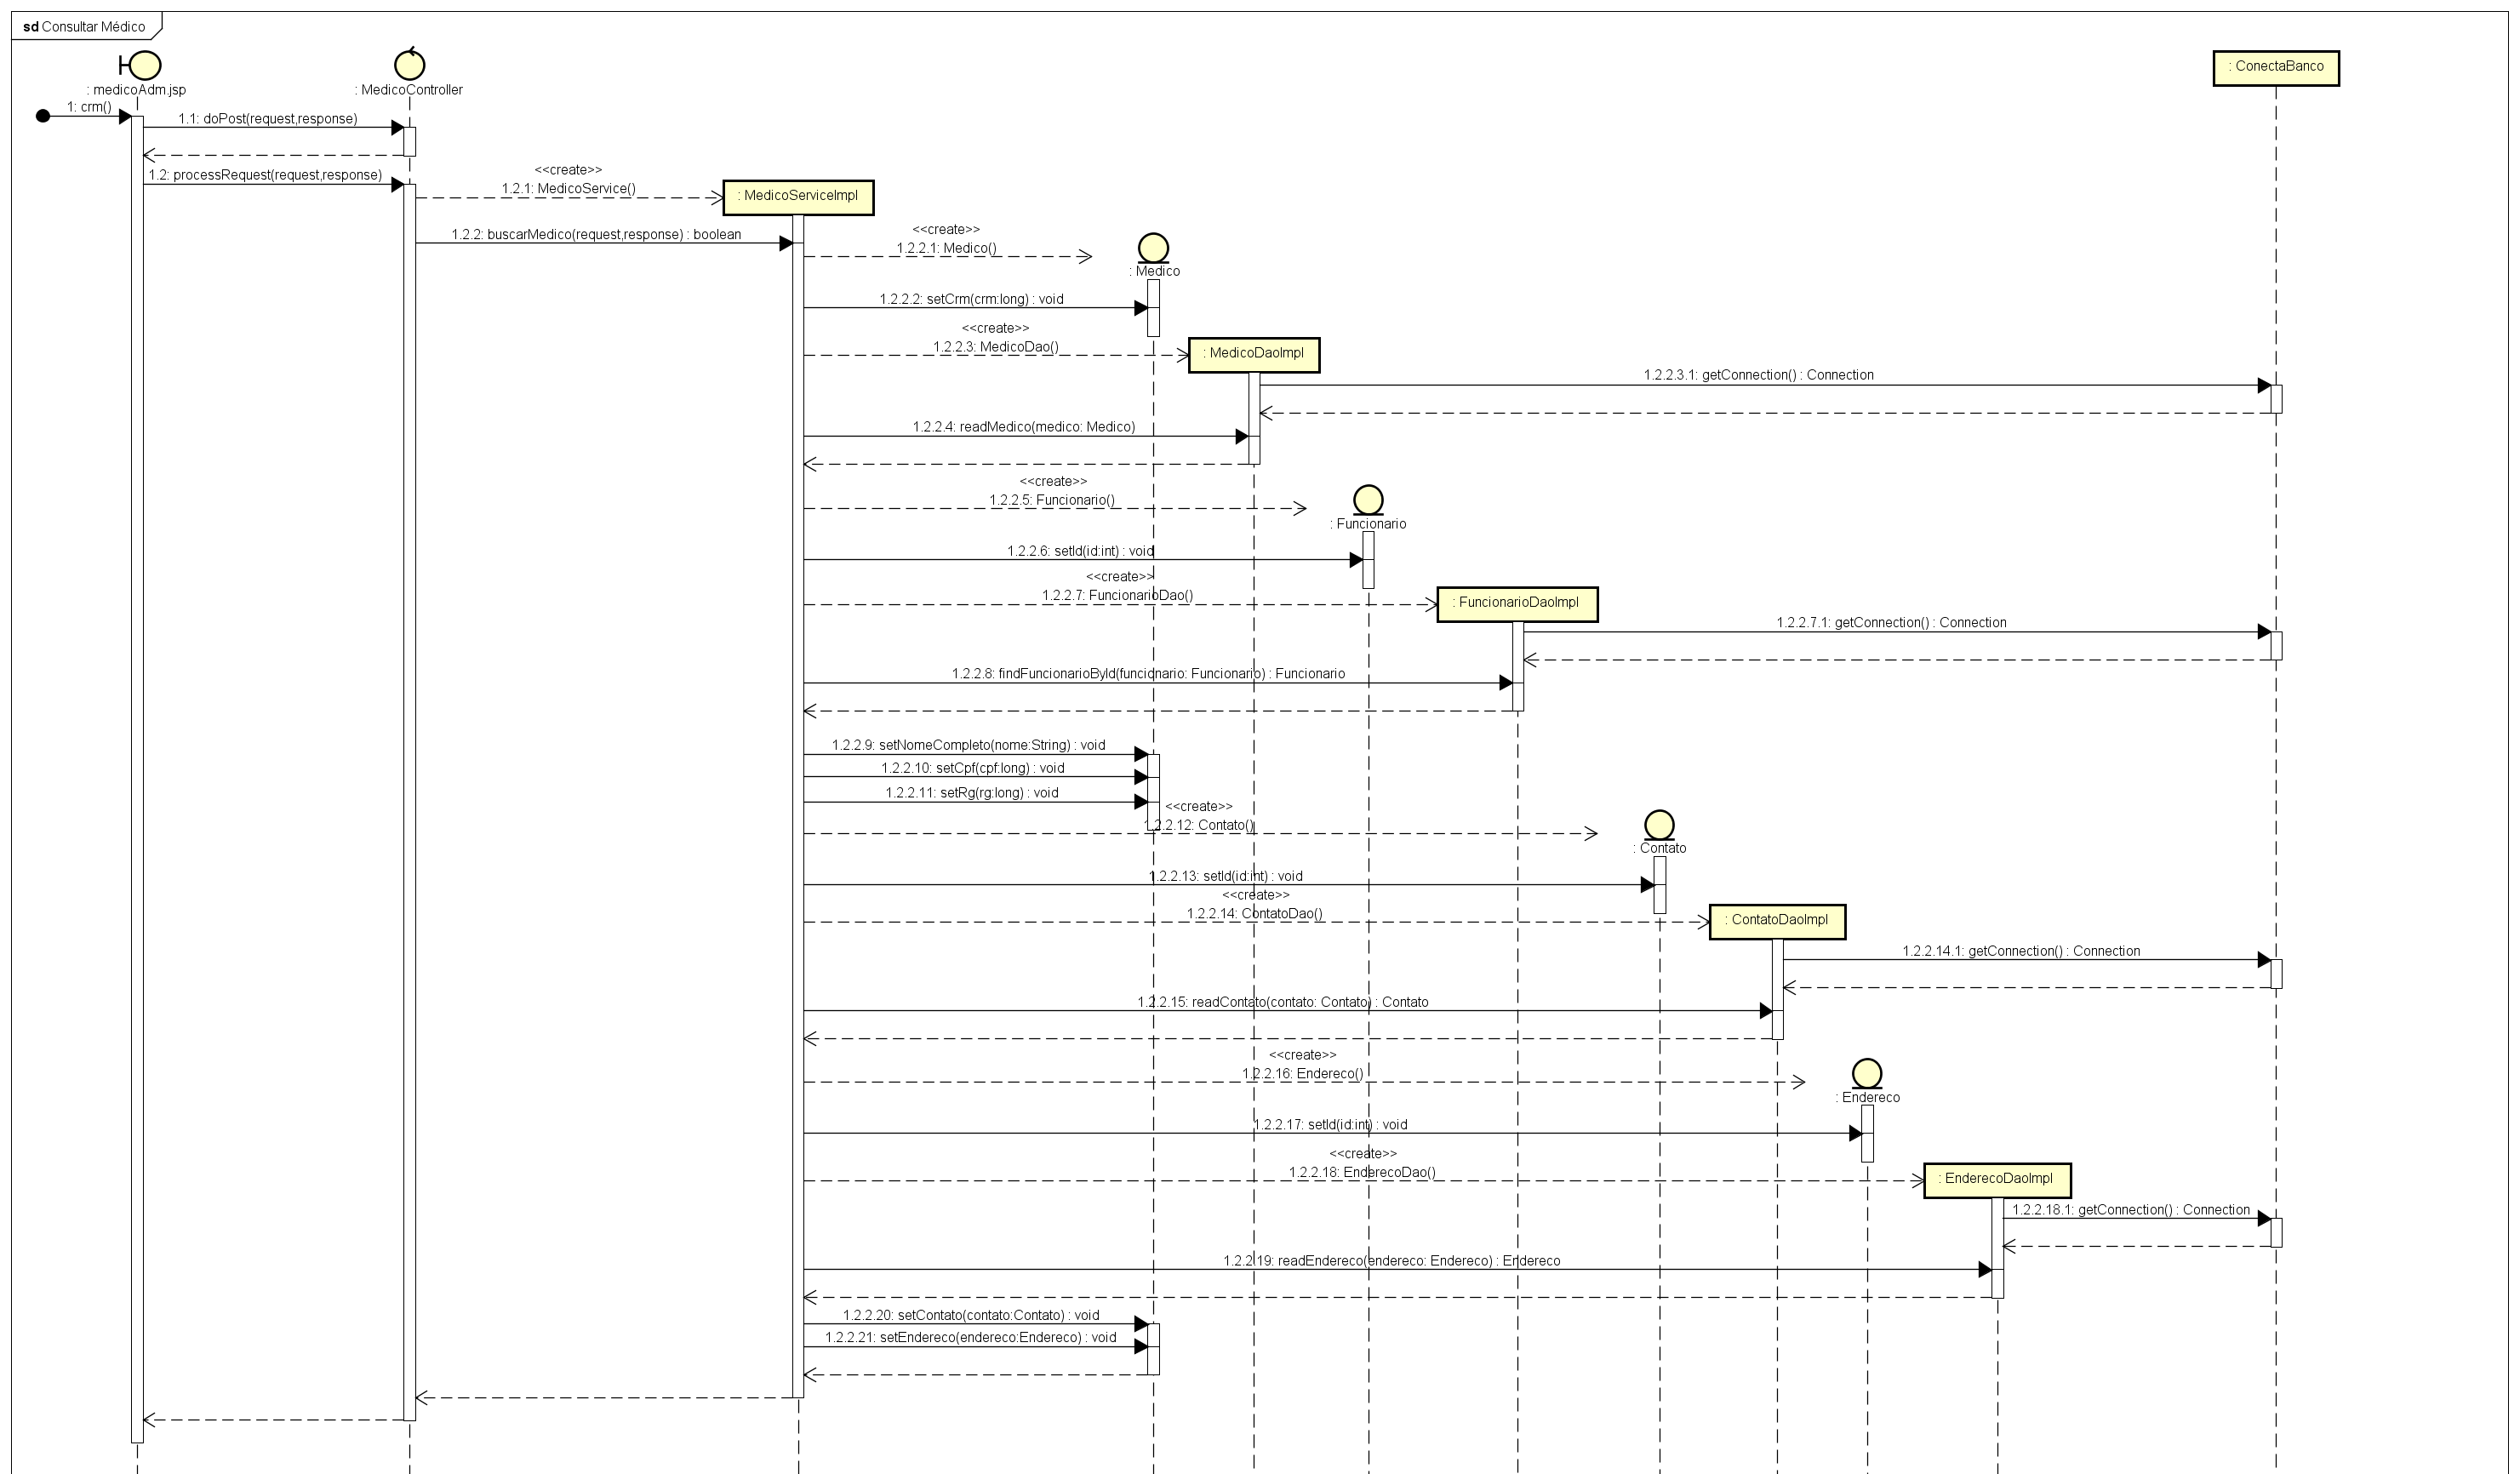 sd Consultar Médico
: medicoAdm.jsp
: MedicoController
: ConectaBanco
1: crm()
1.1: doPost(request,response)
1.2: processRequest(request,response)
<<create>>
1.2.1: MedicoService()
: MedicoServiceImpl
1.2.2: buscarMedico(request,response) : boolean
<<create>>
1.2.2.1: Medico()
: Medico
1.2.2.2: setCrm(crm:long) : void
<<create>>
1.2.2.3: MedicoDao()
: MedicoDaoImpl
1.2.2.3.1: getConnection() : Connection
1.2.2.4: readMedico(medico: Medico)
<<create>>
1.2.2.5: Funcionario()
: Funcionario
1.2.2.6: setId(id:int) : void
<<create>>
1.2.2.7: FuncionarioDao()
: FuncionarioDaoImpl
1.2.2.7.1: getConnection() : Connection
1.2.2.8: findFuncionarioById(funcionario: Funcionario) : Funcionario
1.2.2.9: setNomeCompleto(nome:String) : void
1.2.2.10: setCpf(cpf:long) : void
1.2.2.11: setRg(rg:long) : void
<<create>>
1.2.2.12: Contato()
: Contato
1.2.2.13: setId(id:int) : void
<<create>>
1.2.2.14: ContatoDao()
: ContatoDaoImpl
1.2.2.14.1: getConnection() : Connection
1.2.2.15: readContato(contato: Contato) : Contato
<<create>>
1.2.2.16: Endereco()
: Endereco
1.2.2.17: setId(id:int) : void
<<create>>
1.2.2.18: EnderecoDao()
: EnderecoDaoImpl
1.2.2.18.1: getConnection() : Connection
1.2.2.19: readEndereco(endereco: Endereco) : Endereco
1.2.2.20: setContato(contato:Contato) : void
1.2.2.21: setEndereco(endereco:Endereco) : void